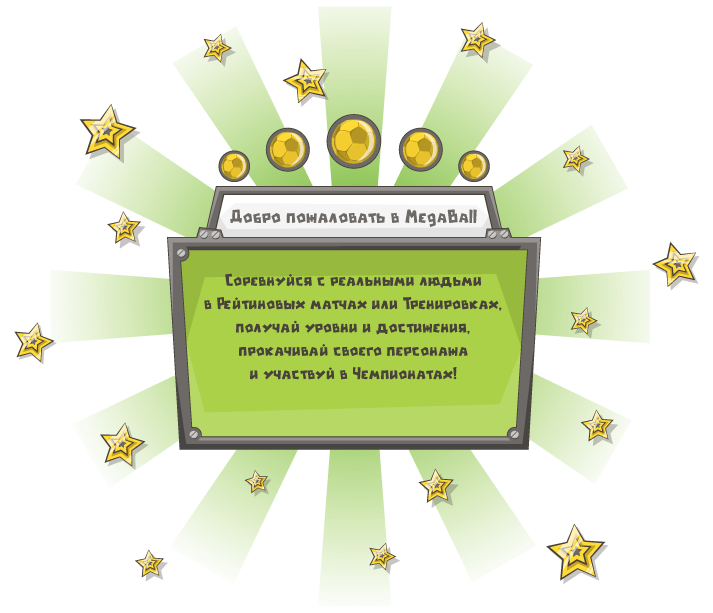 Добро пожаловать в MegaBall
Соревнуйся с реальными людьми
в Рейтиновых матчах или Тренировках,
получай уровни и достижения,
прокачивай своего персонажа
и участвуй в Чемпионатах!